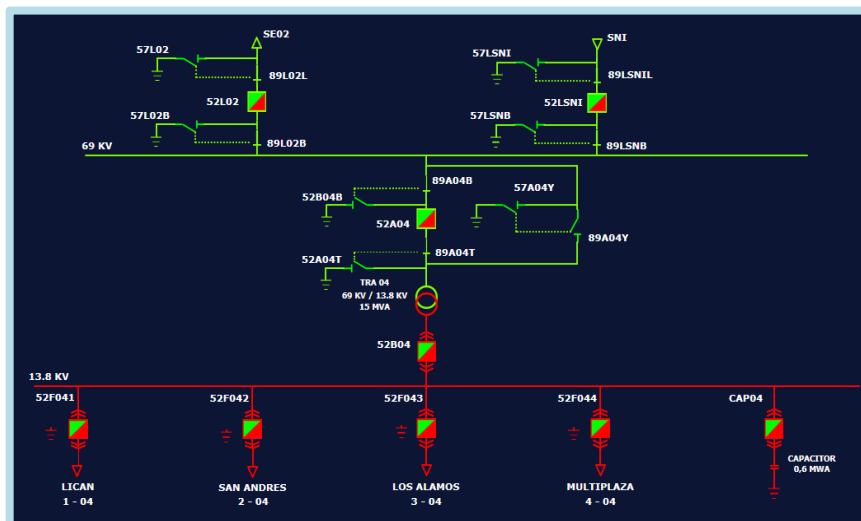 SE02
SNI
57L02
57LSNI
89L02L
89LSNIL
52L02
52LSNI
57L02B
57LSNB
89L02B
89LSNB
69 KV
89A04B
57A04Y
52B04B
52A04
89A04Y
89A04T
52A04T
TRA 04
69 KV / 13.8 KV
15 MVA
52B04
13.8 KV
52F041
52F042
52F043
52F044
CAP04
CAPACITOR
0,6 MWA
LICAN
1 - 04
SAN ANDRES
2 - 04
LOS ALAMOS
3 - 04
MULTIPLAZA
4 - 04